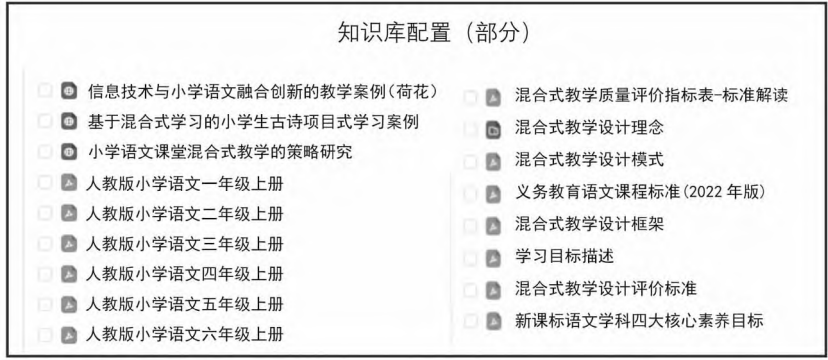 知识库配置（部分）
信息技术与小学语文融合创新的教学案例（荷花）
基于混合式学习的小学生古诗项目式学习案例
小学语文课堂混合式教学的策略研究
人教版小学语文一年级上册
人教版小学语文二年级上册
人教版小学语文三年级上册
人教版小学语文四年级上册
人教版小学语文五年级上册
人教版小学语文六年级上册
混合式教学质量评价指标表-标准解读
混合式教学设计理念
混合式教学设计模式
义务教育语文课程标准(2022年版)
混合式教学设计框架
学习目标描述
混合式教学设计评价标准
新课标语文学科四大核心素养目标